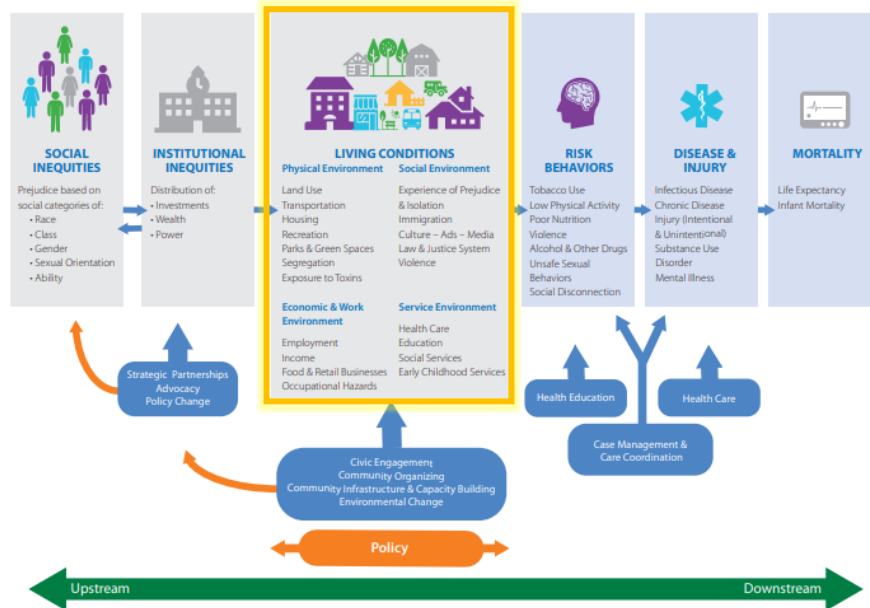 SOCIAL
INEQUITIES
Prejudice based on
social categories of:
• Race
• Class
• Gender
• Sexual Orientation
• Ability
INSTITUTIONAL
INEQUITIES
Distribution of:
• Investments
• Wealth
• Power
LIVING CONDITIONS
Physical Environment
Land Use
Transportation
Housing
Recreation
Parks & Green Spaces
Segregation
Exposure to Toxins
Social Environment
Experience of Prejudice
& Isolation
Immigration
Culture – Ads – Media
Law & Justice System
Violence
Economic & Work
Environment
Employment
Income
Food & Retail Businesses
Occupational Hazards
Service Environment
Health Care
Education
Social Services
Early Childhood Services
RISK
BEHAVIORS
Tobacco Use
Low Physical Activity
Poor Nutrition
Violence
Alcohol & Other Drugs
Unsafe Sexual
Behaviors
Social Disconnection
DISEASE &
INJURY
Infectious Disease
Chronic Disease
Injury (Intentional
& Unintentional)
Substance Use
Disorder
Mental Illness
MORTALITY
Life Expectancy
Infant Mortality
Strategic Partnerships
Advocacy
Policy Change
Civic Engagement
Community Organizing
Community Infrastructure & Capacity Building
Environmental Change
Health Education
Health Care
Case Management &
Care Coordination
Policy
Upstream
Downstream